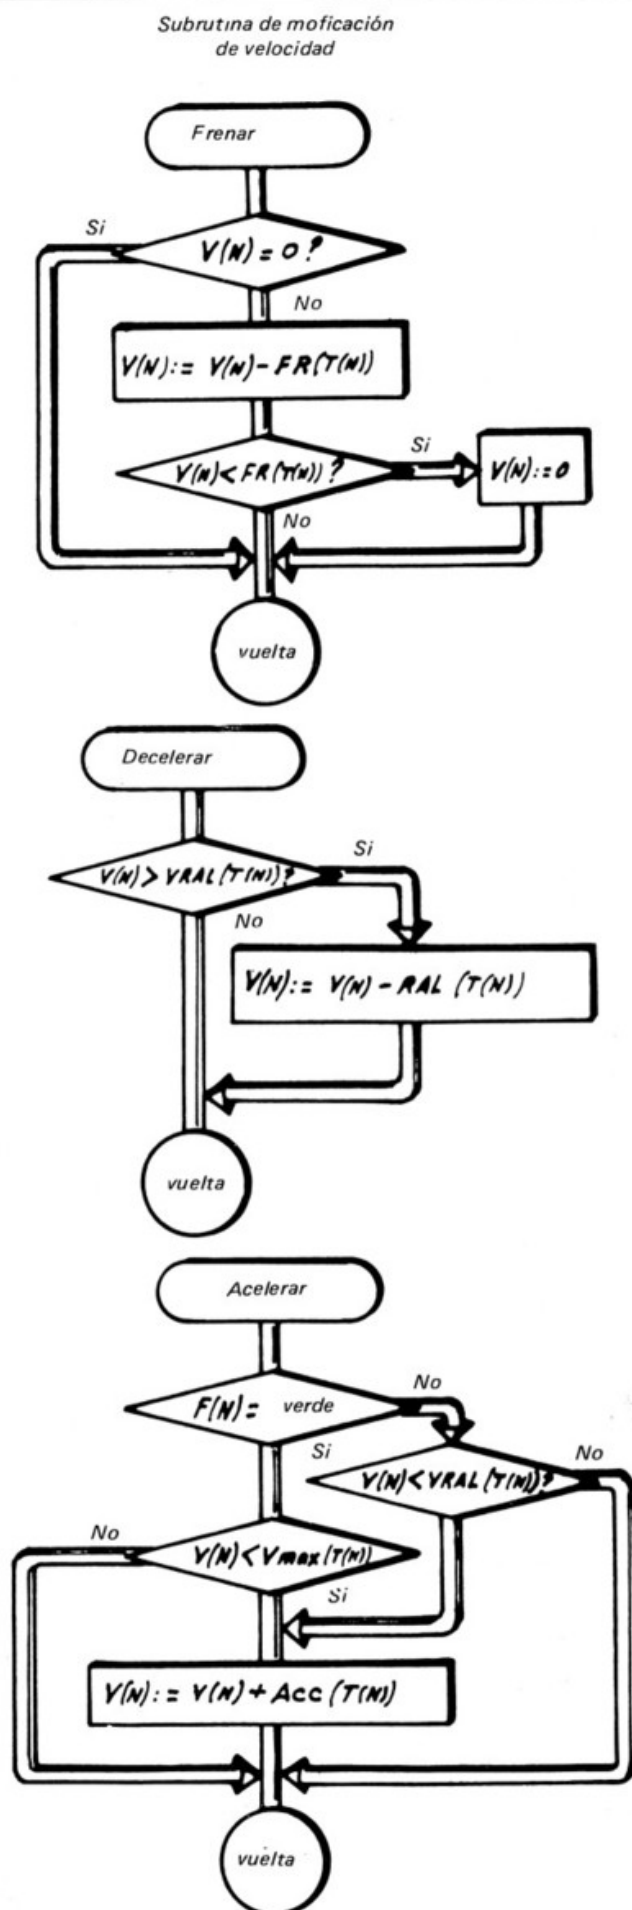 Subrutina de moficación
de velocidad
Frenar
Si
V(N) = 0 ?
No
V(N) := V(N) - FR(T(N))
V(N) < FR(T(N)) ?
Si
V(N) := 0
No
vuelta
Decelerar
V(N) > VRAL (T(N)) ?
Si
No
V(N) := V(N) - RAL (T(N))
vuelta
Acelerar
F(N) = verde
No
Si
V(N) < VRAL (T(N)) ?
No
No
V(N) < Vmax (T(N))
Si
V(N) := V(N) + Acc (T(N))
vuelta